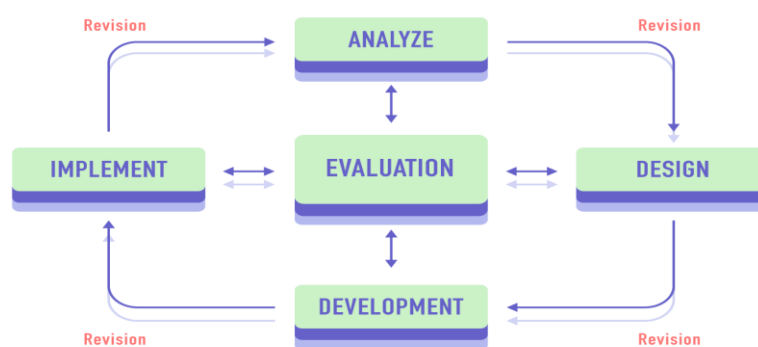 Revision
ANALYZE
Revision
IMPLEMENT
EVALUATION
DESIGN
DEVELOPMENT
Revision
Revision